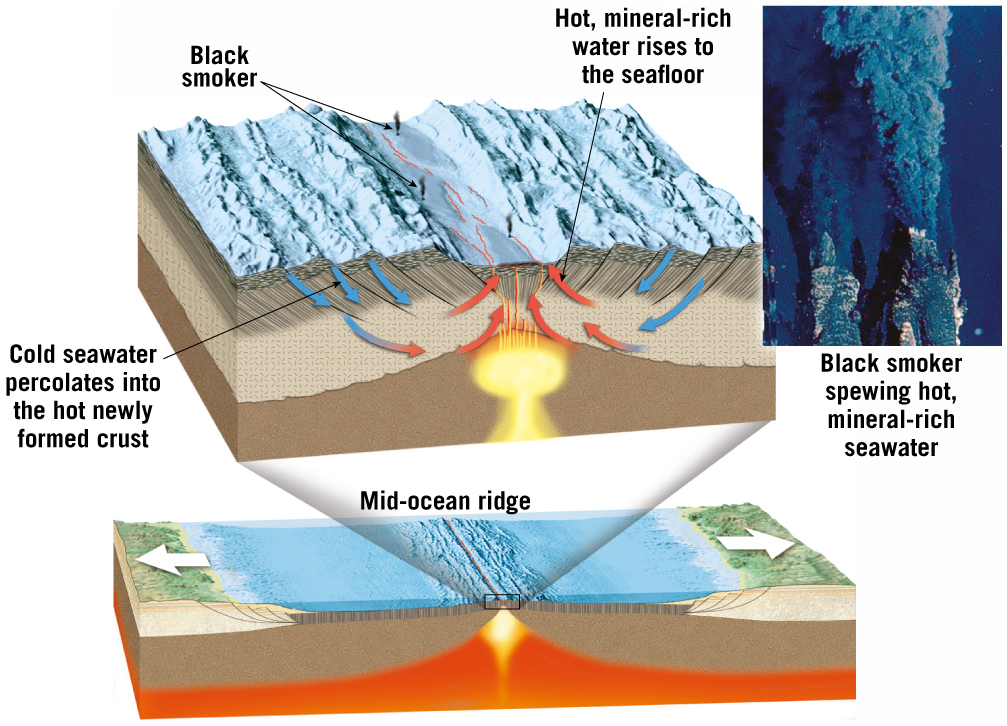 Black
smoker
Hot, mineral-rich
water rises to
the seafloor
Cold seawater
percolates into
the hot newly
formed crust
Black smoker
spewing hot,
mineral-rich
seawater
Mid-ocean ridge